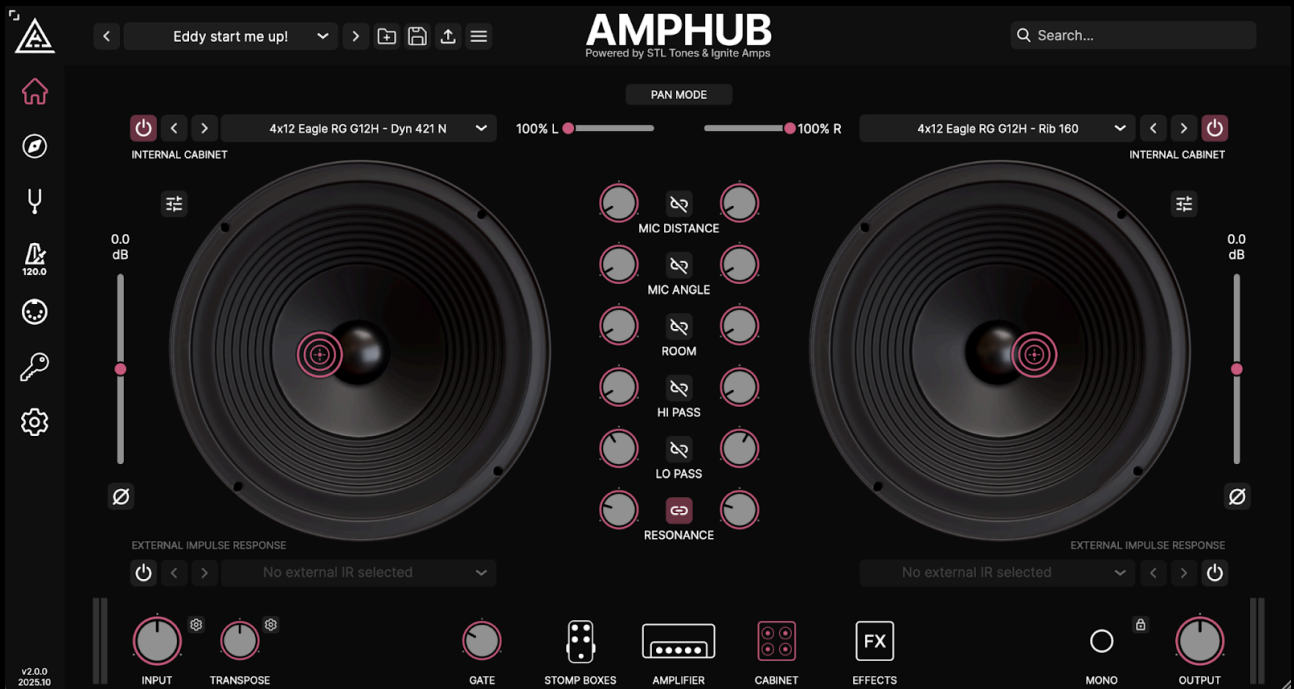 Eddy start me up!
AMPHUB
Powered by STL Tones & Ignite Amps
Search...
PAN MODE
4x12 Eagle RG G12H - Dyn 421 N
100% L
100% R
4x12 Eagle RG G12H - Rib 160
INTERNAL CABINET
INTERNAL CABINET
MIC DISTANCE
0.0
dB
0.0
dB
120.0
MIC ANGLE
ROOM
HI PASS
LO PASS
RESONANCE
EXTERNAL IMPULSE RESPONSE
EXTERNAL IMPULSE RESPONSE
No external IR selected
No external IR selected
FX
v2.0.0
2025.10
INPUT
TRANSPOSE
GATE
STOMP BOXES
AMPLIFIER
CABINET
EFFECTS
MONO
OUTPUT